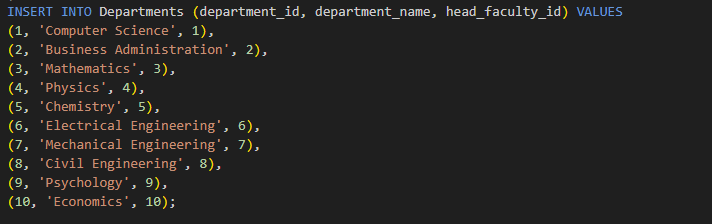 INSERT INTO Departments (department_id, department_name, head_faculty_id) VALUES
(1, 'Computer Science', 1),
(2, 'Business Administration', 2),
(3, 'Mathematics', 3),
(4, 'Physics', 4),
(5, 'Chemistry', 5),
(6, 'Electrical Engineering', 6),
(7, 'Mechanical Engineering', 7),
(8, 'Civil Engineering', 8),
(9, 'Psychology', 9),
(10, 'Economics', 10);